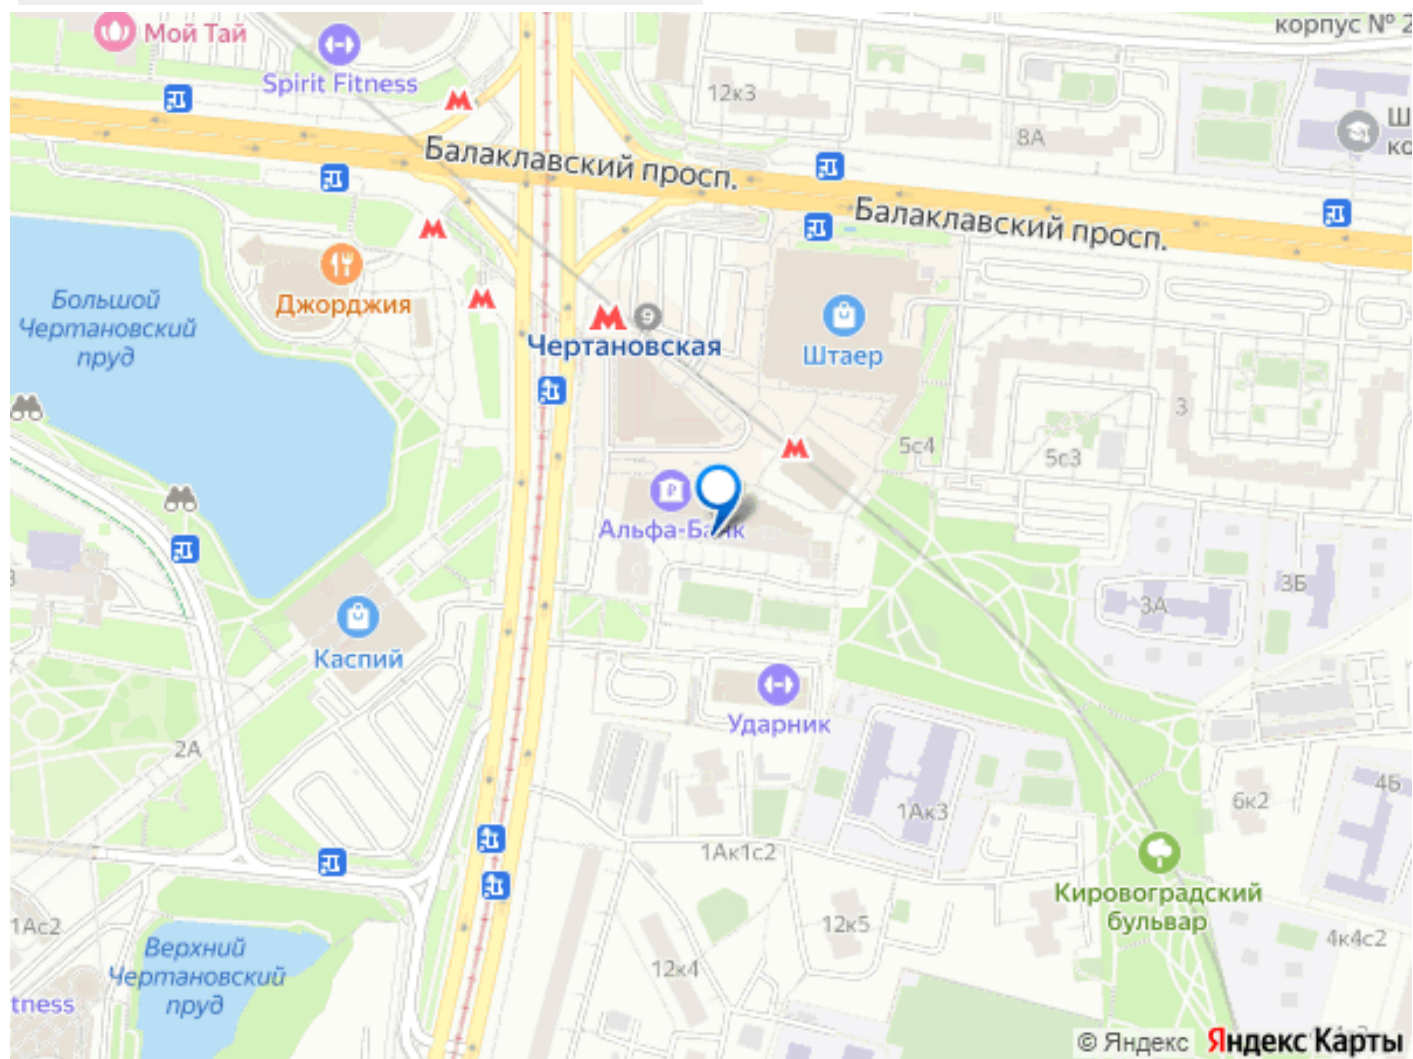 корпус № 2
Мой Тай
Spirit Fitness
12к3
8А
Ш
ко
Балаклавский просп.
Балаклавский просп.
Большой
Чертановский
пруд
Джорджия
9
Чертановская
Штаер
3
5с4
5с3
Альфа-Банк
3Б
3А
Каспий
Ударник
2А
4Б
6к2
1Ак3
1Ак1с2
Кировоградский
бульвар
1Ас2
12к5
4к4с2
Верхний
Чертановский
пруд
12к4
tness
© Яндекс Яндекс Карты